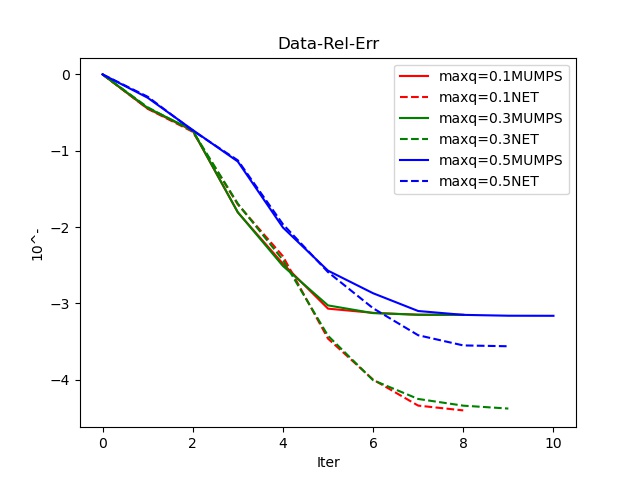 Data-Rel-Err
maxq=0.1MUMPS
maxq=0.1NET
maxq=0.3MUMPS
maxq=0.3NET
maxq=0.5MUMPS
maxq=0.5NET
10^-
0
−1
−2
−3
−4
0 2 4 6 8 10
Iter